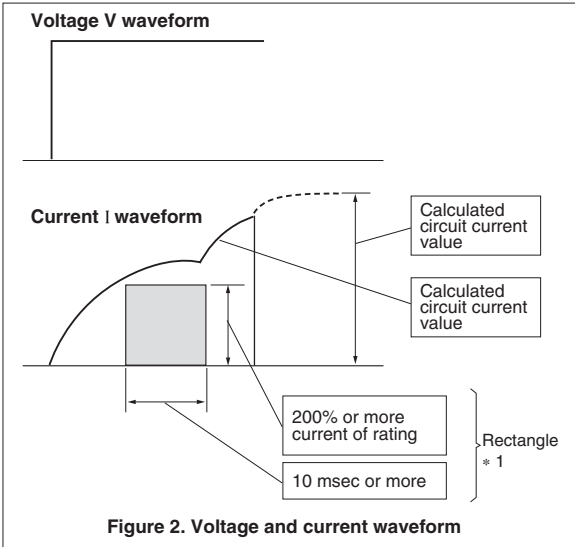 Voltage V waveform
Current I waveform
Calculated
circuit current
value
Calculated
circuit current
value
200% or more
current of rating
10 msec or more
Rectangle
* 1
Figure 2. Voltage and current waveform